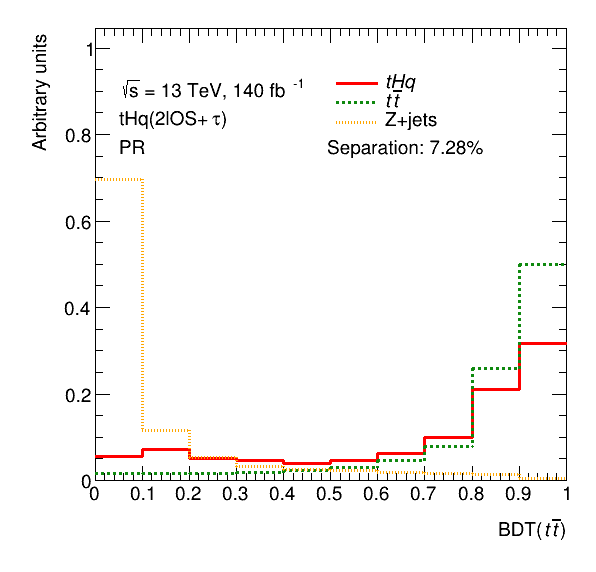 Arbitrary units
1
0.8
0.6
0.4
0.2
0
√s = 13 TeV, 140 fb⁻¹
tHq(2lOS+ τ)
PR
tHq
tt̅
Z+jets
Separation: 7.28%
0 0.1 0.2 0.3 0.4 0.5 0.6 0.7 0.8 0.9 1
BDT(tt̅)